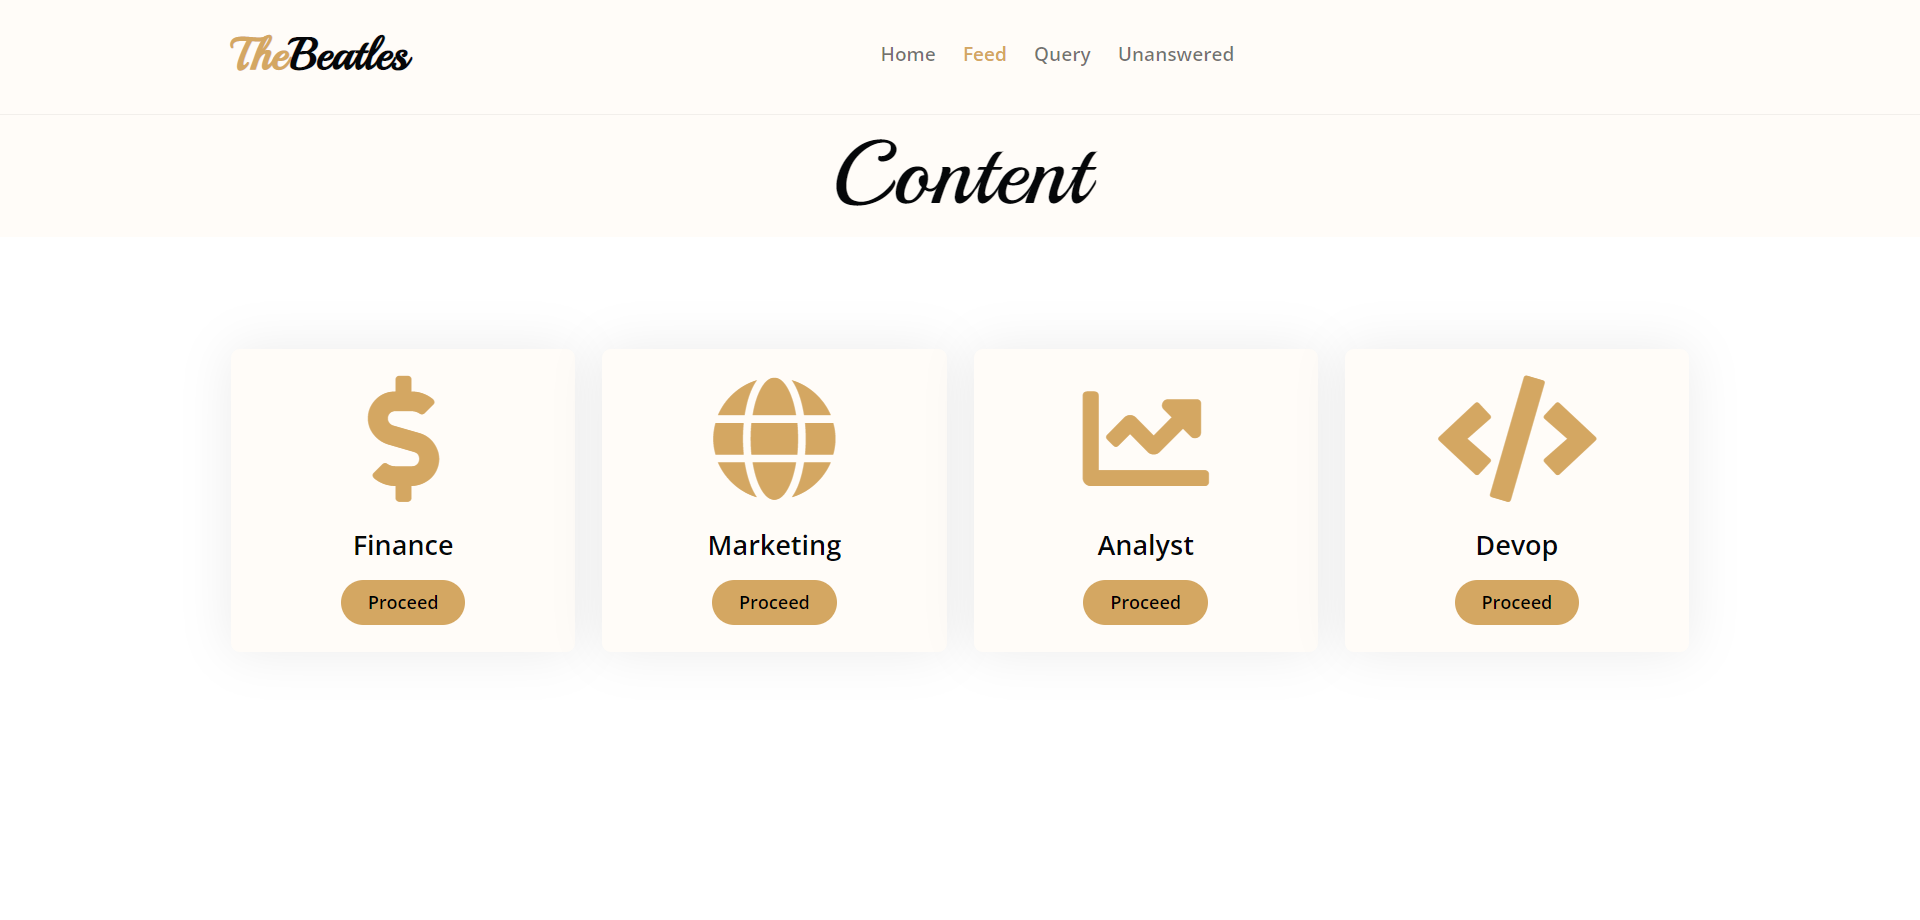 TheBeatles
Home Feed Query Unanswered
Content
Finance Marketing Analyst Devop
Proceed Proceed Proceed Proceed